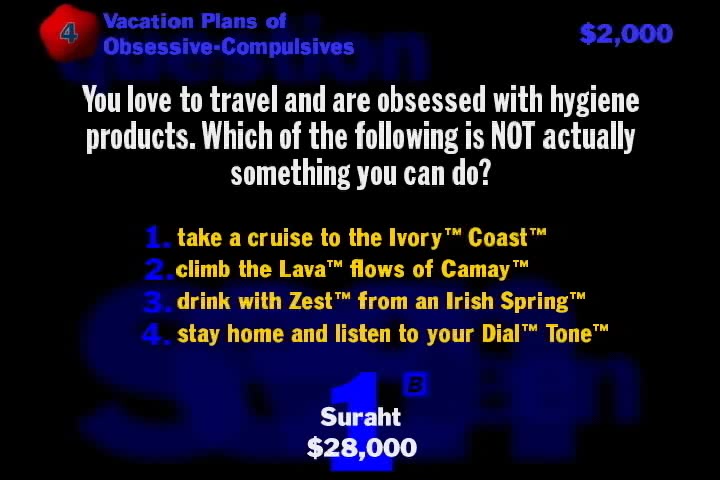 4
Vacation Plans of
Obsessive-Compulsives
$2,000
You love to travel and are obsessed with hygiene
products. Which of the following is NOT actually
something you can do?
1. take a cruise to the Ivory™ Coast™
2. climb the Lava™ flows of Camay™
3. drink with Zest™ from an Irish Spring™
4. stay home and listen to your Dial™ Tone™
1 B
Suraht
$28,000